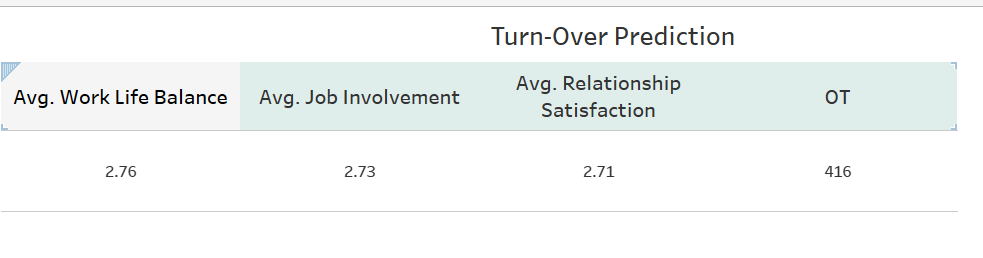 Turn-Over Prediction
Avg. Work Life Balance Avg. Job Involvement Avg. Relationship
Satisfaction OT
2.76 2.73 2.71 416